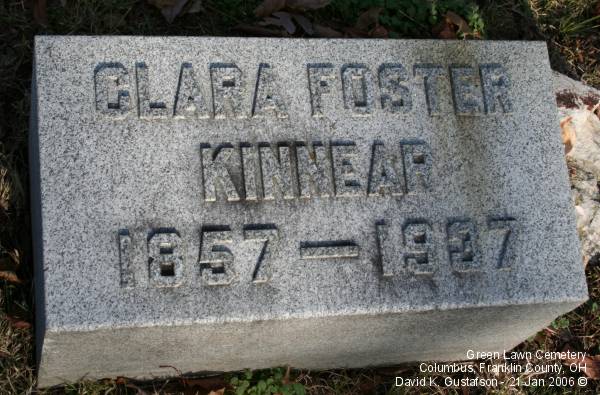 CLARA FOSTER
KINNEAR
1857 — 1937
Green Lawn Cemetery
Columbus, Franklin County, OH
David K. Gustafson - 21 Jan 2006 ©